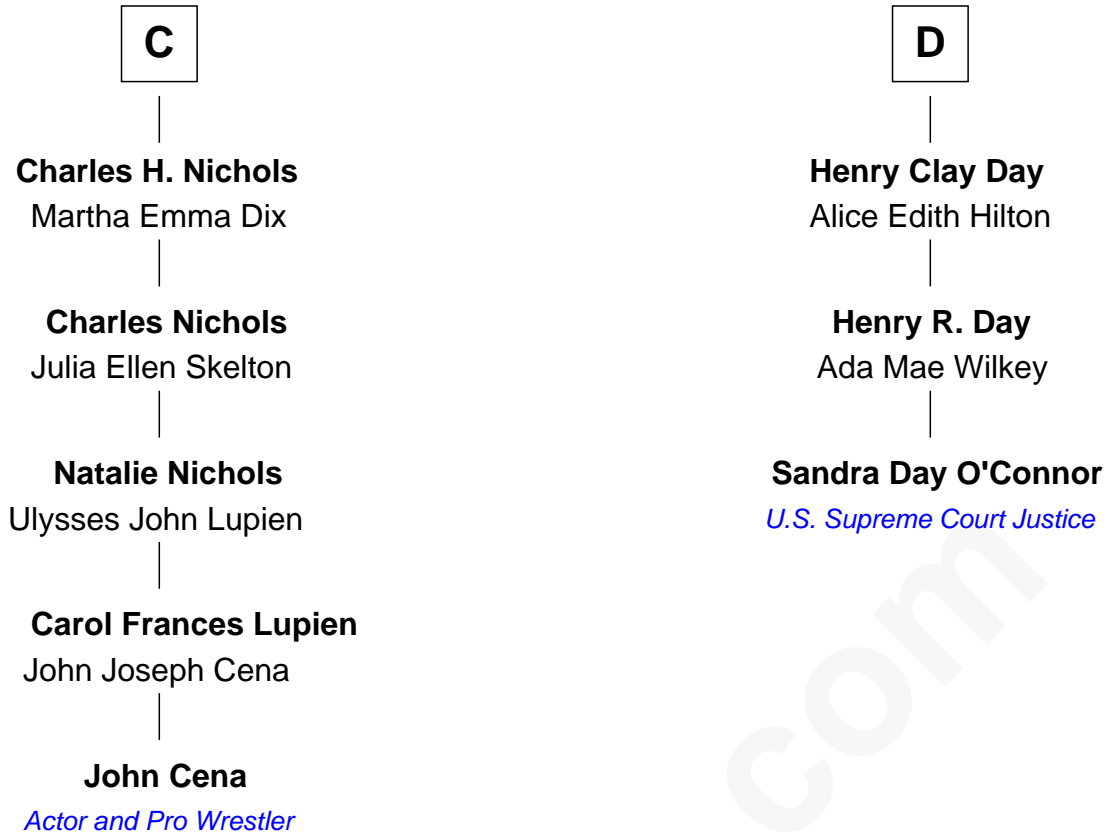 C
Charles H. Nichols
Martha Emma Dix
Charles Nichols
Julia Ellen Skelton
Natalie Nichols
Ulysses John Lupien
Carol Frances Lupien
John Joseph Cena
John Cena
Actor and Pro Wrestler
D
Henry Clay Day
Alice Edith Hilton
Henry R. Day
Ada Mae Wilkey
Sandra Day O'Connor
U.S. Supreme Court Justice
com